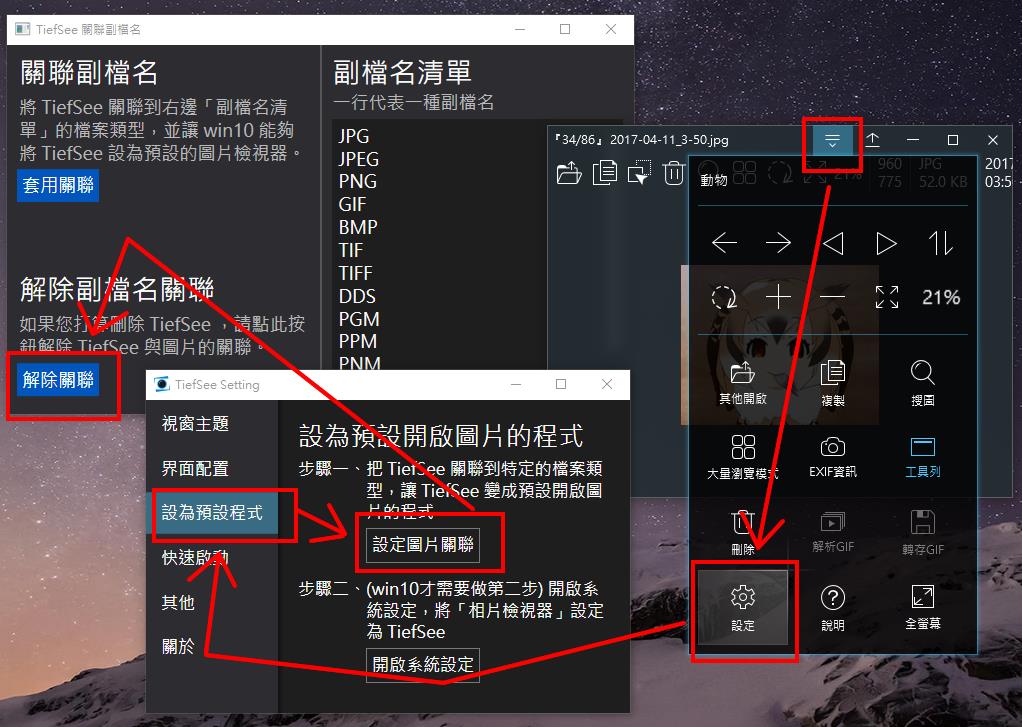 TiefSee 關聯副檔名
關聯副檔名
將 TiefSee 關聯到右邊「副檔名清
單」的檔案類型，並讓 win10 能夠
將 TiefSee 設為預設的圖片檢視器。
套用關聯
解除副檔名關聯
如果您打算刪除 TiefSee ，請點此按
鈕解除 TiefSee 與圖片的關聯。
解除關聯
副檔名清單
一行代表一種副檔名
JPG
JPEG
PNG
GIF
BMP
TIF
TIFF
DDS
PGM
PPM
PNM
『34/86』 2017-04-11_3-50.jpg
動物
21%
960
775
JPG
52.0 KB
2017
03:5
21%
其他開啟
複製
搜圖
大量瀏覽模式
EXIF資訊
工具列
刪除
解析GIF
轉存GIF
設定
說明
全螢幕
TiefSee Setting
視窗主題
界面配置
設為預設程式
快速啟動
其他
關於
設為預設開啟圖片的程式
步驟一、把 TiefSee 關聯到特定的檔案類
型，讓 TiefSee 變成預設開啟圖
片的程式
設定圖片關聯
步驟二、(win10才需要做第二步) 開啟系
統設定，將「相片檢視器」設定
為 TiefSee
開啟系統設定